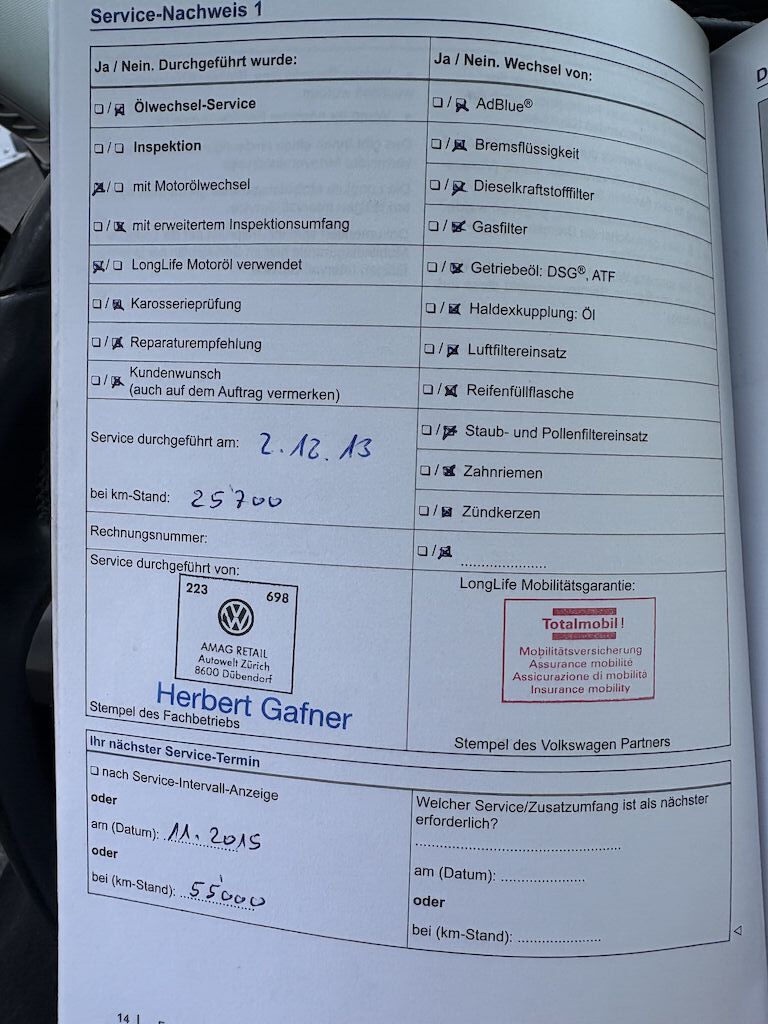 Service-Nachweis 1
Ja / Nein. Durchgeführt wurde:
☐ / ☒ Ölwechsel-Service
☐ / ☐ Inspektion
☒ / ☐ mit Motorölwechsel
☐ / ☒ mit erweitertem Inspektionsumfang
☒ / ☐ LongLife Motoröl verwendet
☐ / ☒ Karosserieprüfung
☐ / ☒ Reparaturempfehlung
☐ / ☒ Kundenwunsch
(auch auf dem Auftrag vermerken)
Service durchgeführt am: 2.12.13
bei km-Stand: 25'700
Rechnungsnummer:
Service durchgeführt von:
223 698
VW
AMAG RETAIL
Autowelt Zürich
8600 Dübendorf
Herbert Gafner
Stempel des Fachbetriebs
Ja / Nein. Wechsel von:
☐ / ☒ AdBlue®
☐ / ☒ Bremsflüssigkeit
☐ / ☒ Dieselkraftstofffilter
☐ / ☒ Gasfilter
☐ / ☒ Getriebeöl: DSG®, ATF
☐ / ☒ Haldexkupplung: Öl
☐ / ☒ Luftfiltereinsatz
☐ / ☒ Reifenfüllflasche
☐ / ☒ Staub- und Pollenfiltereinsatz
☐ / ☒ Zahnriemen
☐ / ☒ Zündkerzen
☐ / ☒ ......................
LongLife Mobilitätsgarantie:
Totalmobil!
Mobilitätsversicherung
Assurance mobilité
Assicurazione di mobilità
Insurance mobility
Stempel des Volkswagen Partners
Ihr nächster Service-Termin
☐ nach Service-Intervall-Anzeige
oder
am (Datum): 11.2015
oder
bei (km-Stand): 55'000
Welcher Service/Zusatzumfang ist als nächster
erforderlich?
......................................................
am (Datum): ......................
oder
bei (km-Stand): ......................
14